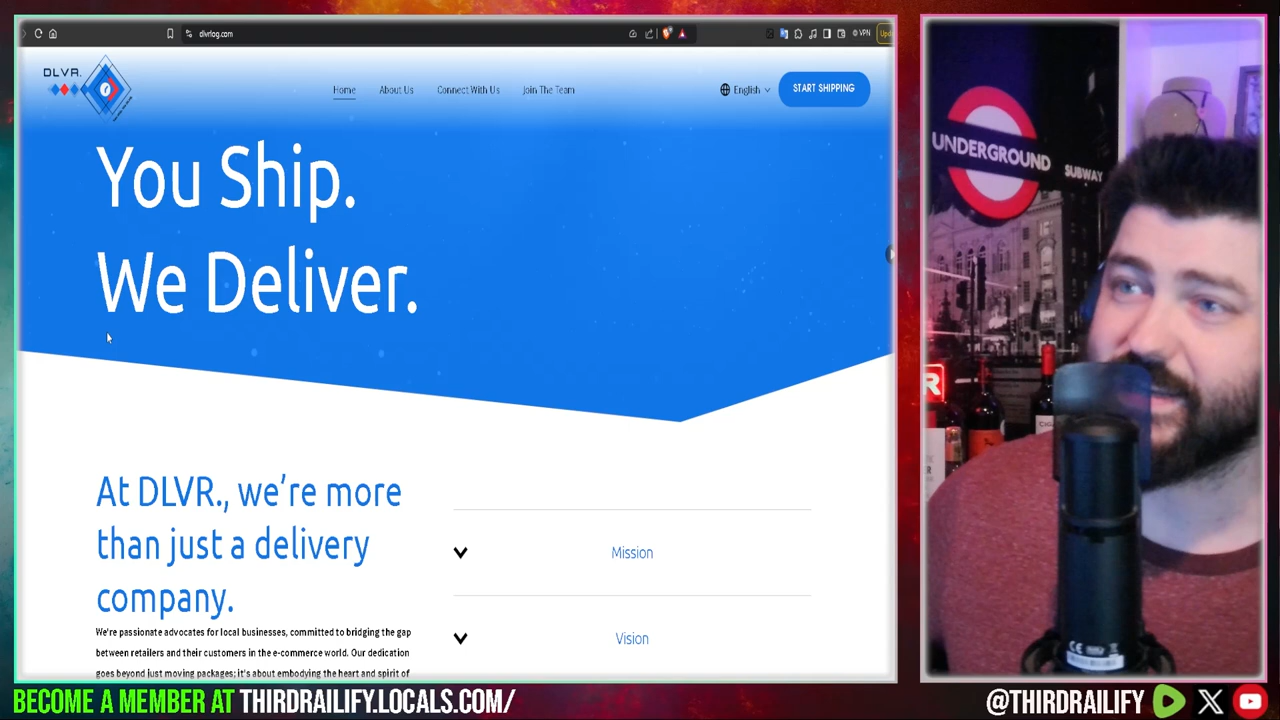 dlvrlog.com
VPN
DLVR.
Home
About Us
Connect With Us
Join The Team
English
START SHIPPING
You Ship.
We Deliver.
At DLVR., we're more
than just a delivery
company.
We're passionate advocates for local businesses, committed to bridging the gap
between retailers and their customers in the e-commerce world. Our dedication
goes beyond just moving packages; it's about embodying the heart and spirit of
Mission
Vision
UNDERGROUND
SUBWAY
R
BECOME A MEMBER AT THIRDRAILIFY.LOCALS.COM/
@THIRDRAILIFY